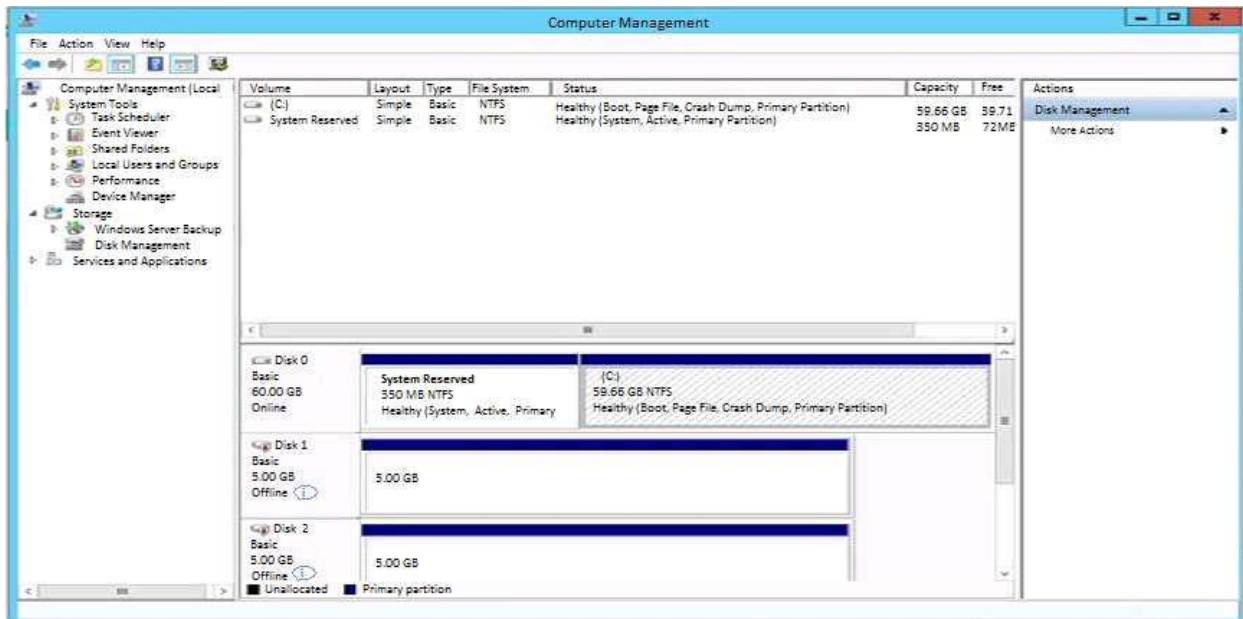 Computer Management
File Action View Help
Computer Management (Local
System Tools
Task Scheduler
Event Viewer
Shared Folders
Local Users and Groups
Performance
Device Manager
Storage
Windows Server Backup
Disk Management
Services and Applications
Volume Layout Type File System Status Capacity Free
(C:) Simple Basic NTFS Healthy (Boot, Page File, Crash Dump, Primary Partition) 59.66 GB 39.71
System Reserved Simple Basic NTFS Healthy (System, Active, Primary Partition) 350 MB 72MB
Disk 0
Basic
60.00 GB
Online
System Reserved
350 MB NTFS
Healthy (System, Active, Primary
(C:)
59.66 GB NTFS
Healthy (Boot, Page File, Crash Dump, Primary Partition)
Disk 1
Basic
5.00 GB
Offline
5.00 GB
Disk 2
Basic
5.00 GB
Offline
5.00 GB
Unallocated Primary partition
Actions
Disk Management
More Actions